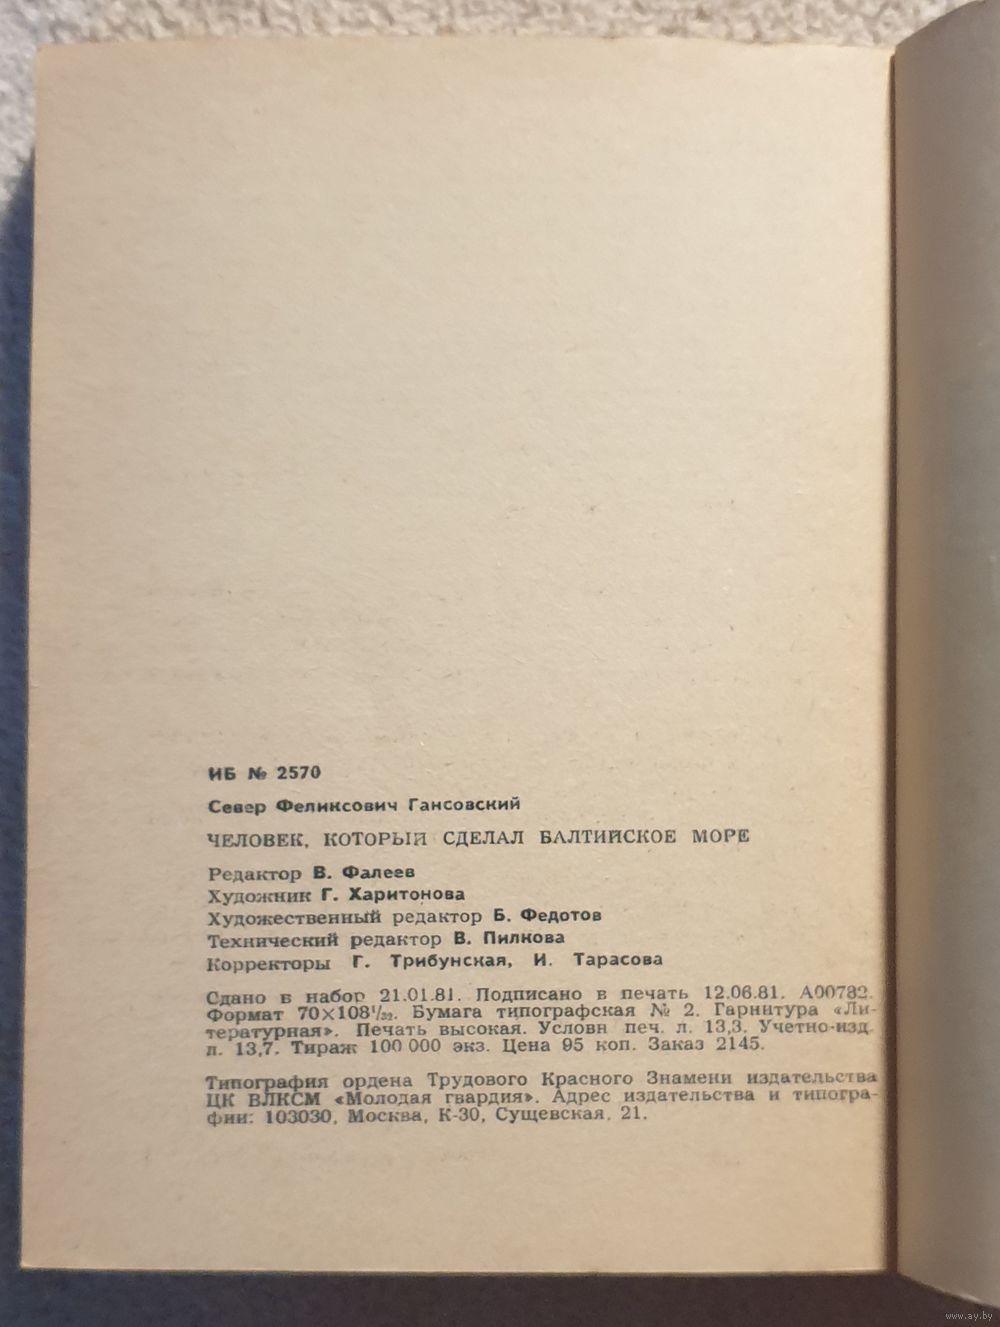 ИБ № 2570
Север Феликсович Гансовский
ЧЕЛОВЕК, КОТОРЫЙ СДЕЛАЛ БАЛТИЙСКОЕ МОРЕ
Редактор В. Фалеев
Художник Г. Харитонова
Художественный редактор Б. Федотов
Технический редактор В. Пилкова
Корректоры Г. Трибунская, И. Тарасова
Сдано в набор 21.01.81. Подписано в печать 12.06.81. А00782.
Формат 70×108¹/₃₂. Бумага типографская № 2. Гарнитура «Ли-
тературная». Печать высокая. Условн печ. л. 13,3. Учетно-изд.
л. 13,7. Тираж 100 000 экз. Цена 95 коп. Заказ 2145.
Типография ордена Трудового Красного Знамени издательства
ЦК ВЛКСМ «Молодая гвардия». Адрес издательства и типогра-
фии: 103030, Москва, К-30, Сущевская, 21.
www.ay.by